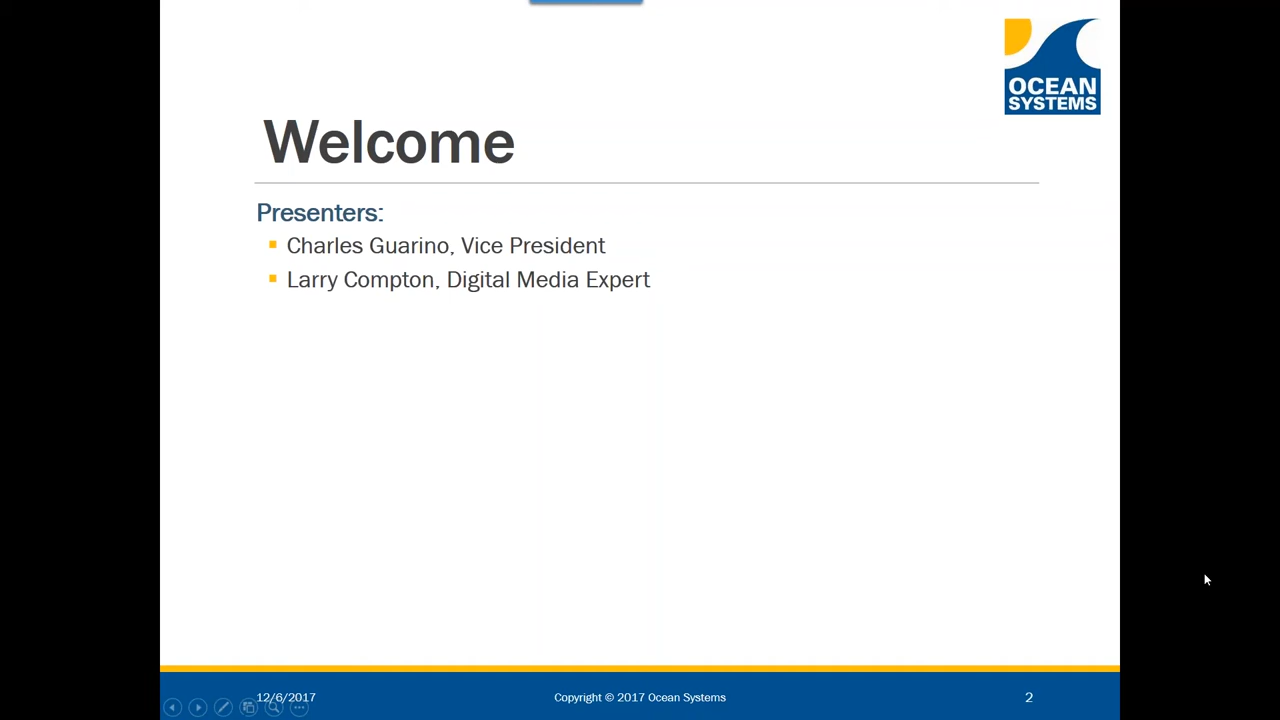 OCEAN
SYSTEMS
Welcome
Presenters:
Charles Guarino, Vice President
Larry Compton, Digital Media Expert
12/6/2017
Copyright © 2017 Ocean Systems
2